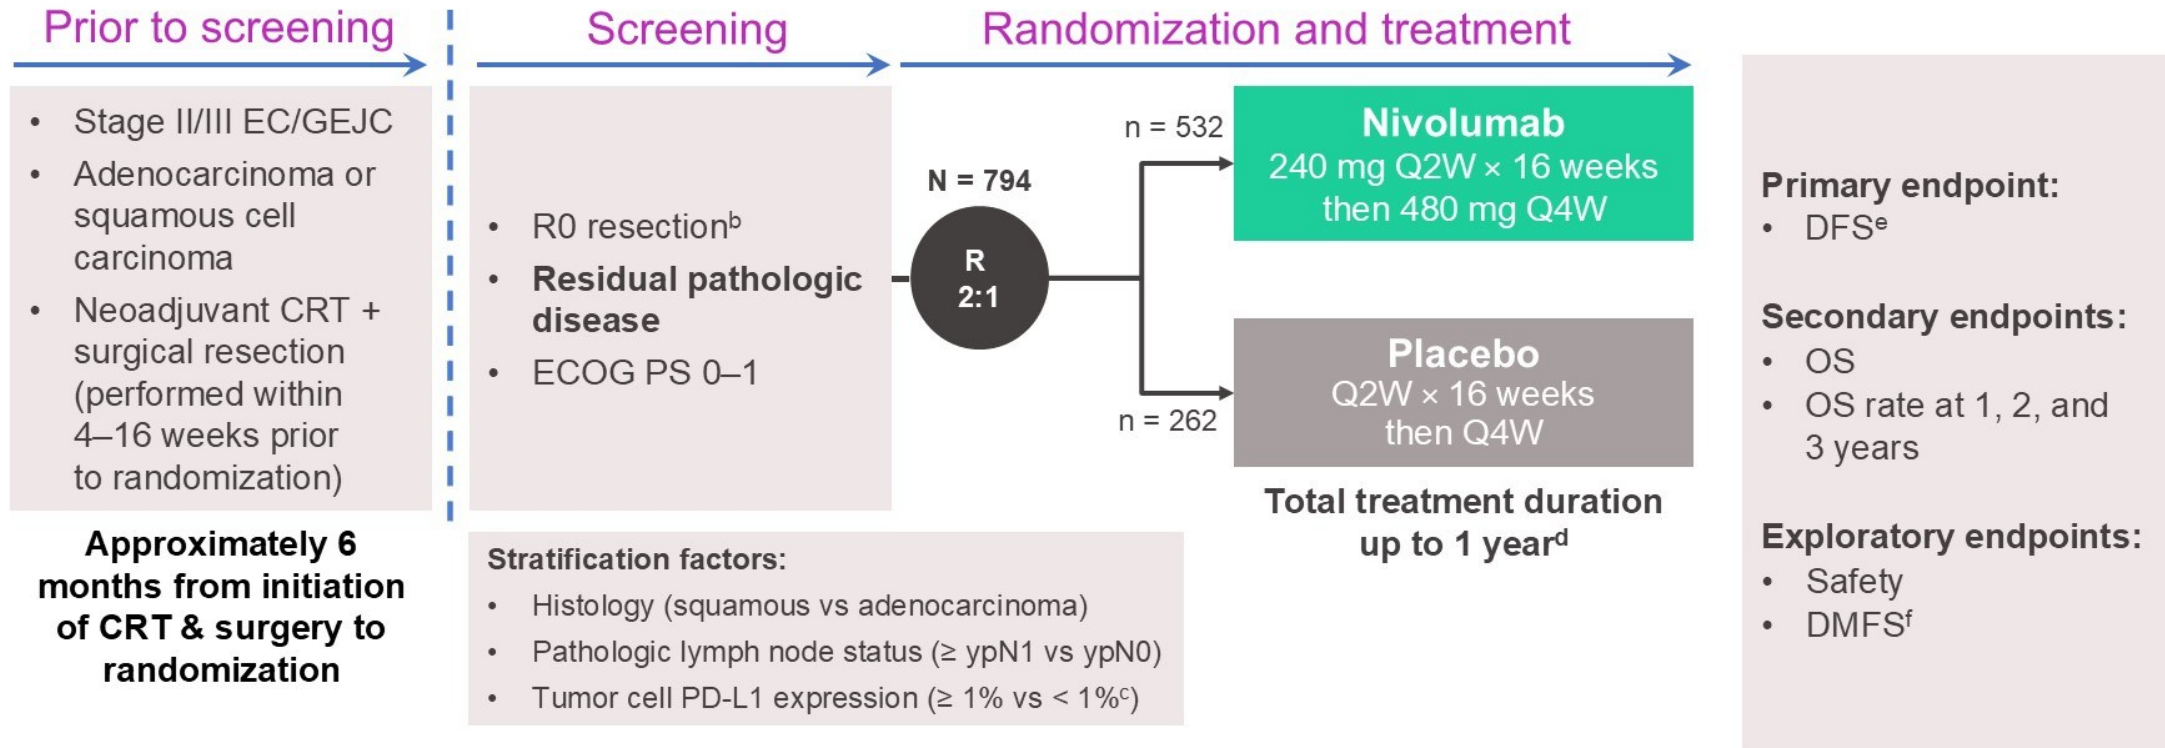 Prior to screening
• Stage II/III EC/GEJC
• Adenocarcinoma or
squamous cell
carcinoma
• Neoadjuvant CRT +
surgical resection
(performed within
4–16 weeks prior
to randomization)
Approximately 6
months from initiation
of CRT & surgery to
randomization
Screening
• R0 resectionᵇ
• Residual pathologic
disease
• ECOG PS 0–1
Stratification factors:
• Histology (squamous vs adenocarcinoma)
• Pathologic lymph node status (≥ ypN1 vs ypN0)
• Tumor cell PD-L1 expression (≥ 1% vs < 1%ᶜ)
Randomization and treatment
N = 794
R
2:1
n = 532
Nivolumab
240 mg Q2W × 16 weeks
then 480 mg Q4W
n = 262
Placebo
Q2W × 16 weeks
then Q4W
Total treatment duration
up to 1 yearᵈ
Primary endpoint:
• DFSᵉ
Secondary endpoints:
• OS
• OS rate at 1, 2, and
3 years
Exploratory endpoints:
• Safety
• DMFSᶠ